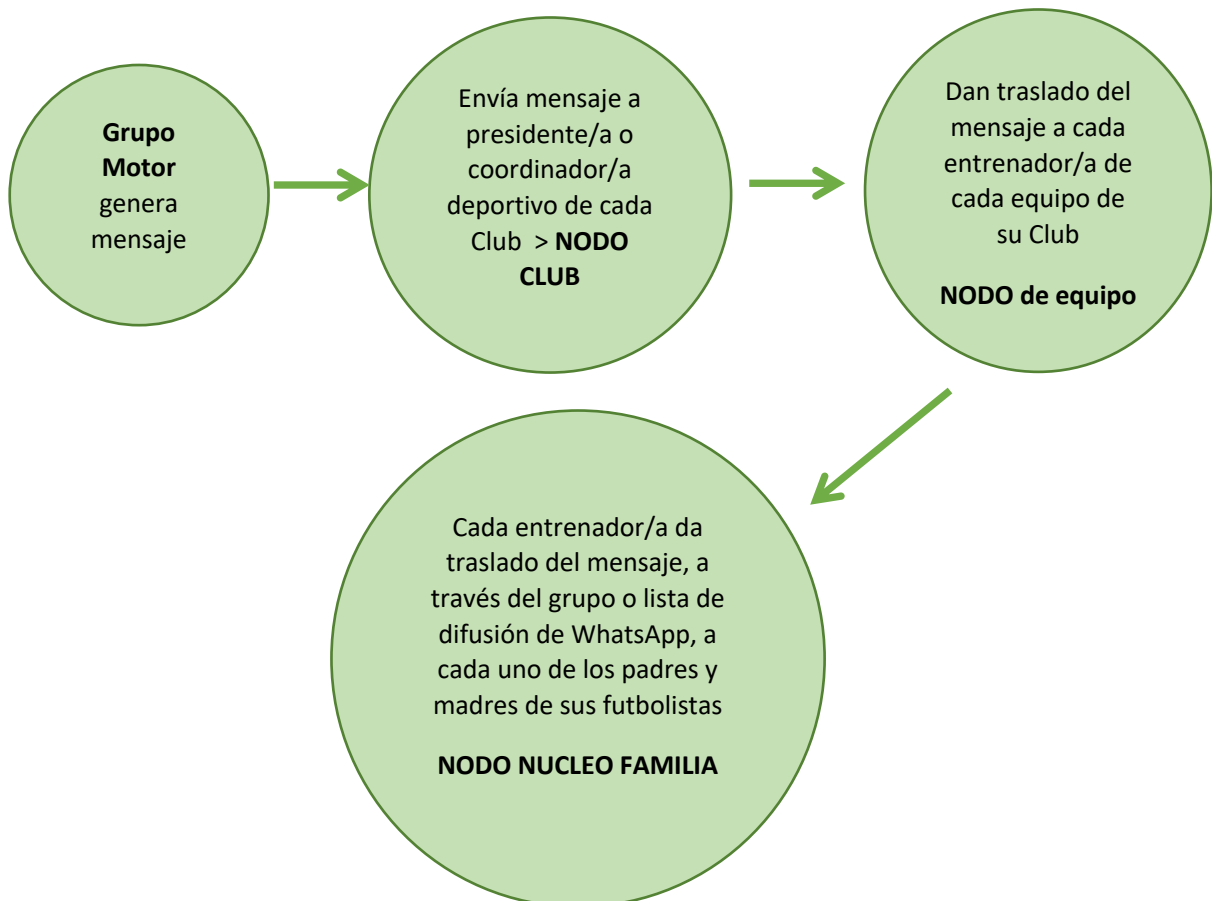 Grupo
Motor
genera
mensaje
Envía mensaje a
presidente/a o
coordinador/a
deportivo de cada
Club > NODO
CLUB
Dan traslado del
mensaje a cada
entrenador/a de
cada equipo de
su Club
NODO de equipo
Cada entrenador/a da
traslado del mensaje, a
través del grupo o lista de
difusión de WhatsApp, a
cada uno de los padres y
madres de sus futbolistas
NODO NUCLEO FAMILIA